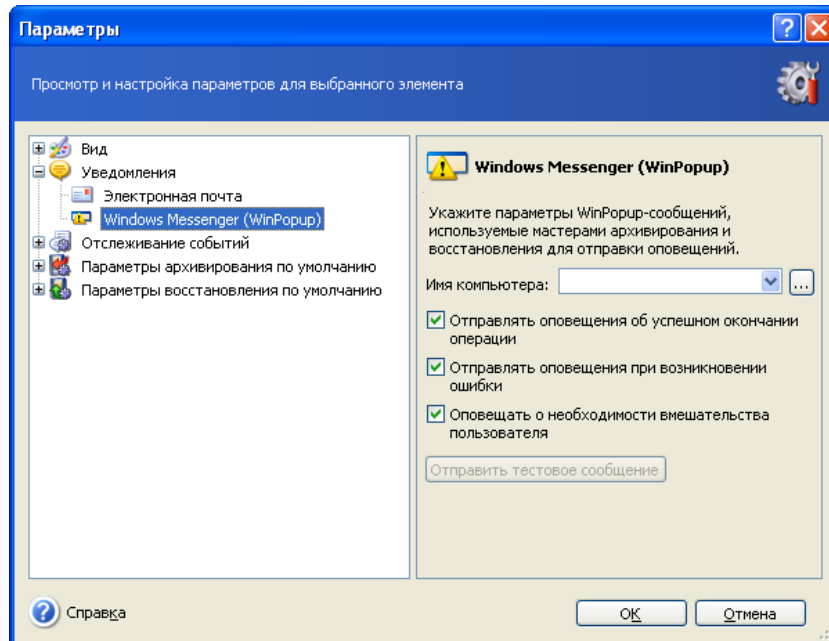 Параметры
Просмотр и настройка параметров для выбранного элемента
Вид
Уведомления
Электронная почта
Windows Messenger (WinPopup)
Отслеживание событий
Параметры архивирования по умолчанию
Параметры восстановления по умолчанию
Windows Messenger (WinPopup)
Укажите параметры WinPopup-сообщений,
используемые мастерами архивирования и
восстановления для отправки оповещений.
Имя компьютера:
...
Отправлять оповещения об успешном окончании
операции
Отправлять оповещения при возникновении
ошибки
Оповещать о необходимости вмешательства
пользователя
Отправить тестовое сообщение
Справка
OK
Отмена